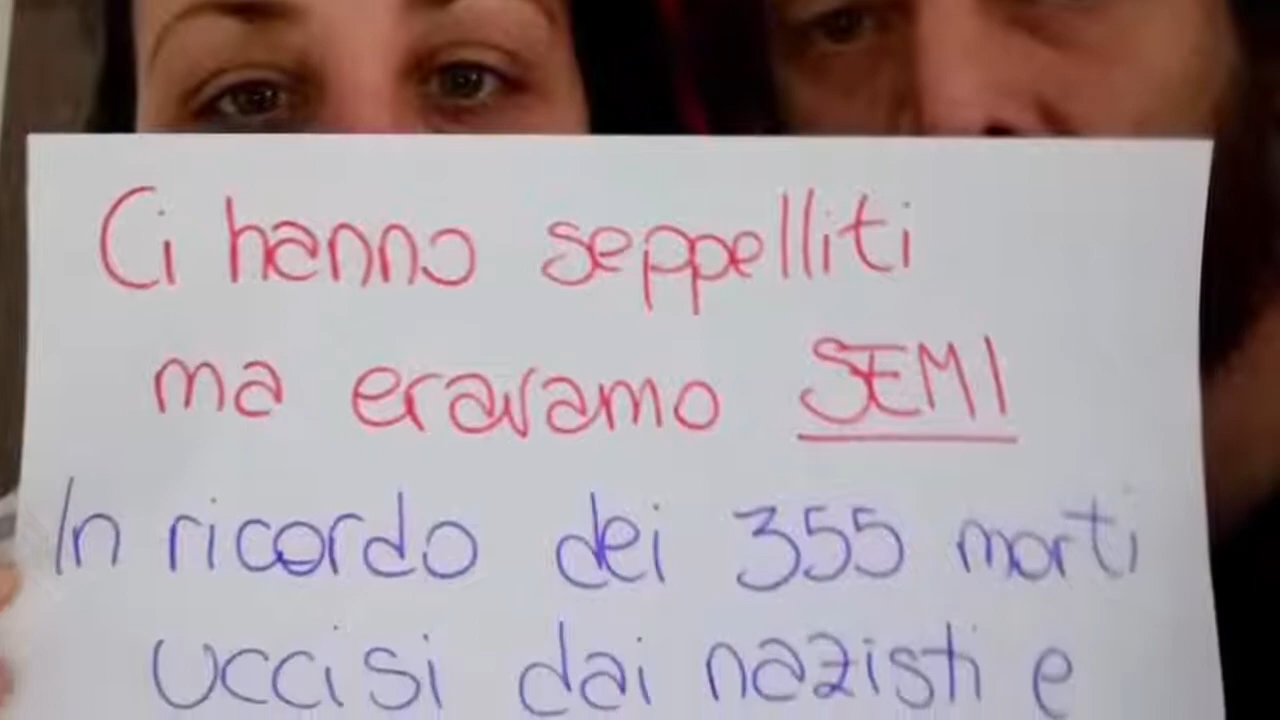 Ci hanno seppelliti
ma eravamo SEMI
In ricordo dei 355 morti
uccisi dai nazisti e